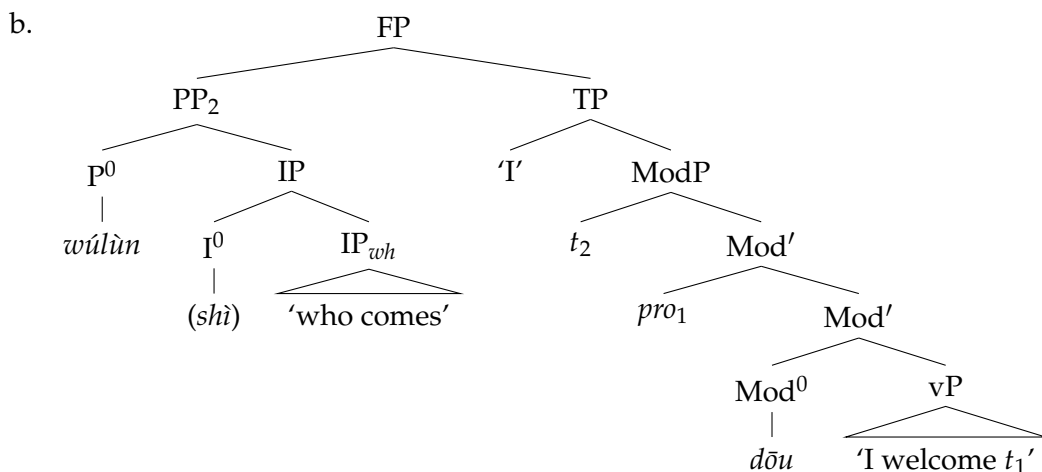 b.
FP
PP2 TP
P0 IP ‘I’ ModP
wúlùn I0 IPwh t2 Mod′
(shì) ‘who comes’ pro1 Mod′
Mod0 vP
dōu ‘I welcome t1’